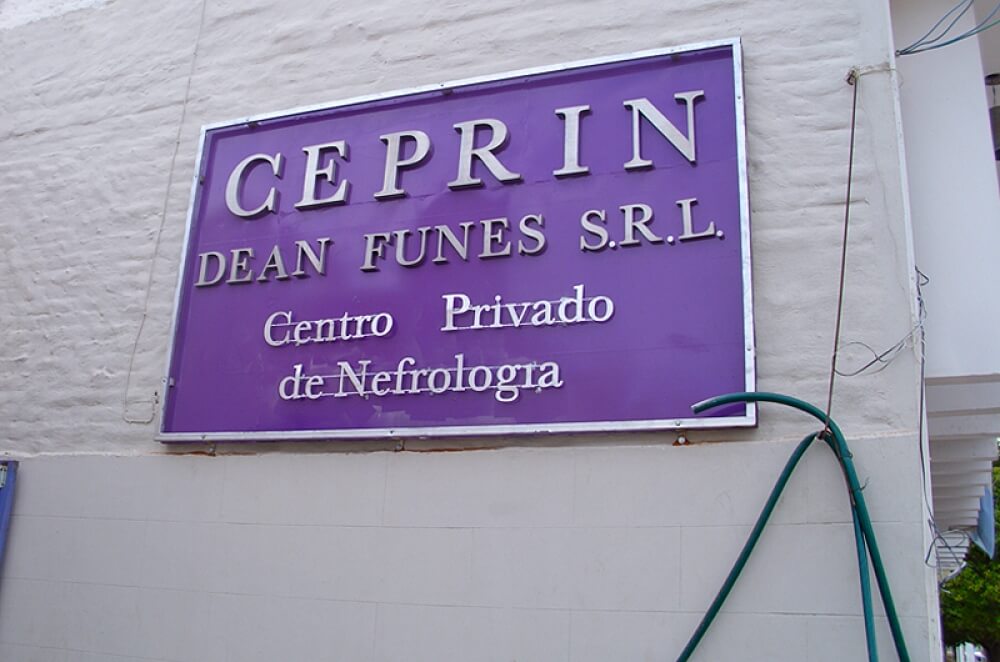 CEPRIN
DEAN FUNES S.R.L.
Centro Privado
de Nefrologia